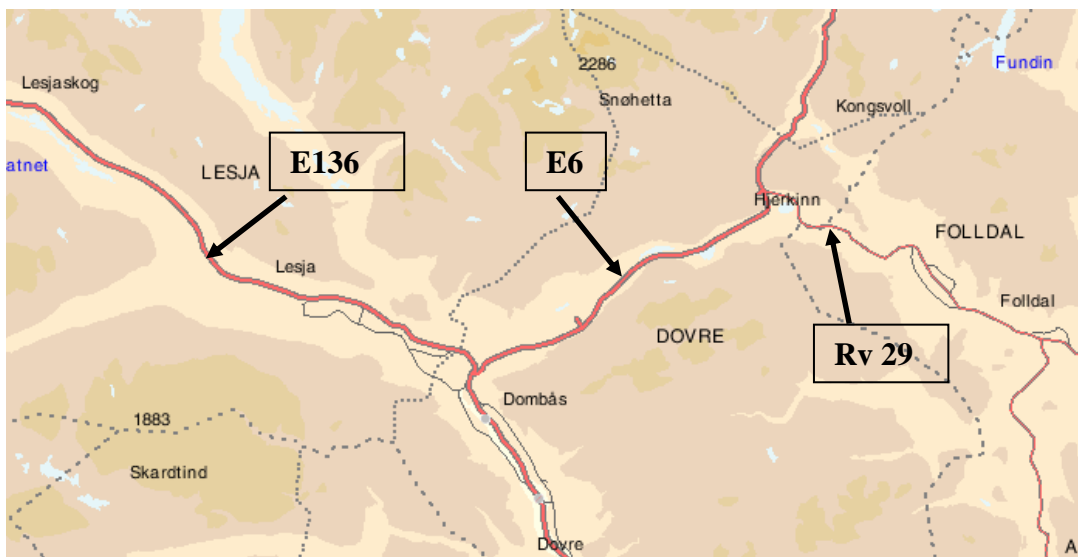 2286
Fundin
Lesjaskog
Snøhetta
Kongsvoll
atnet
LESJA
E136
E6
Hjerkinn
FOLLDAL
Lesja
Folldal
DOVRE
Rv 29
Dombås
1883
Skardtind
Dovre
A